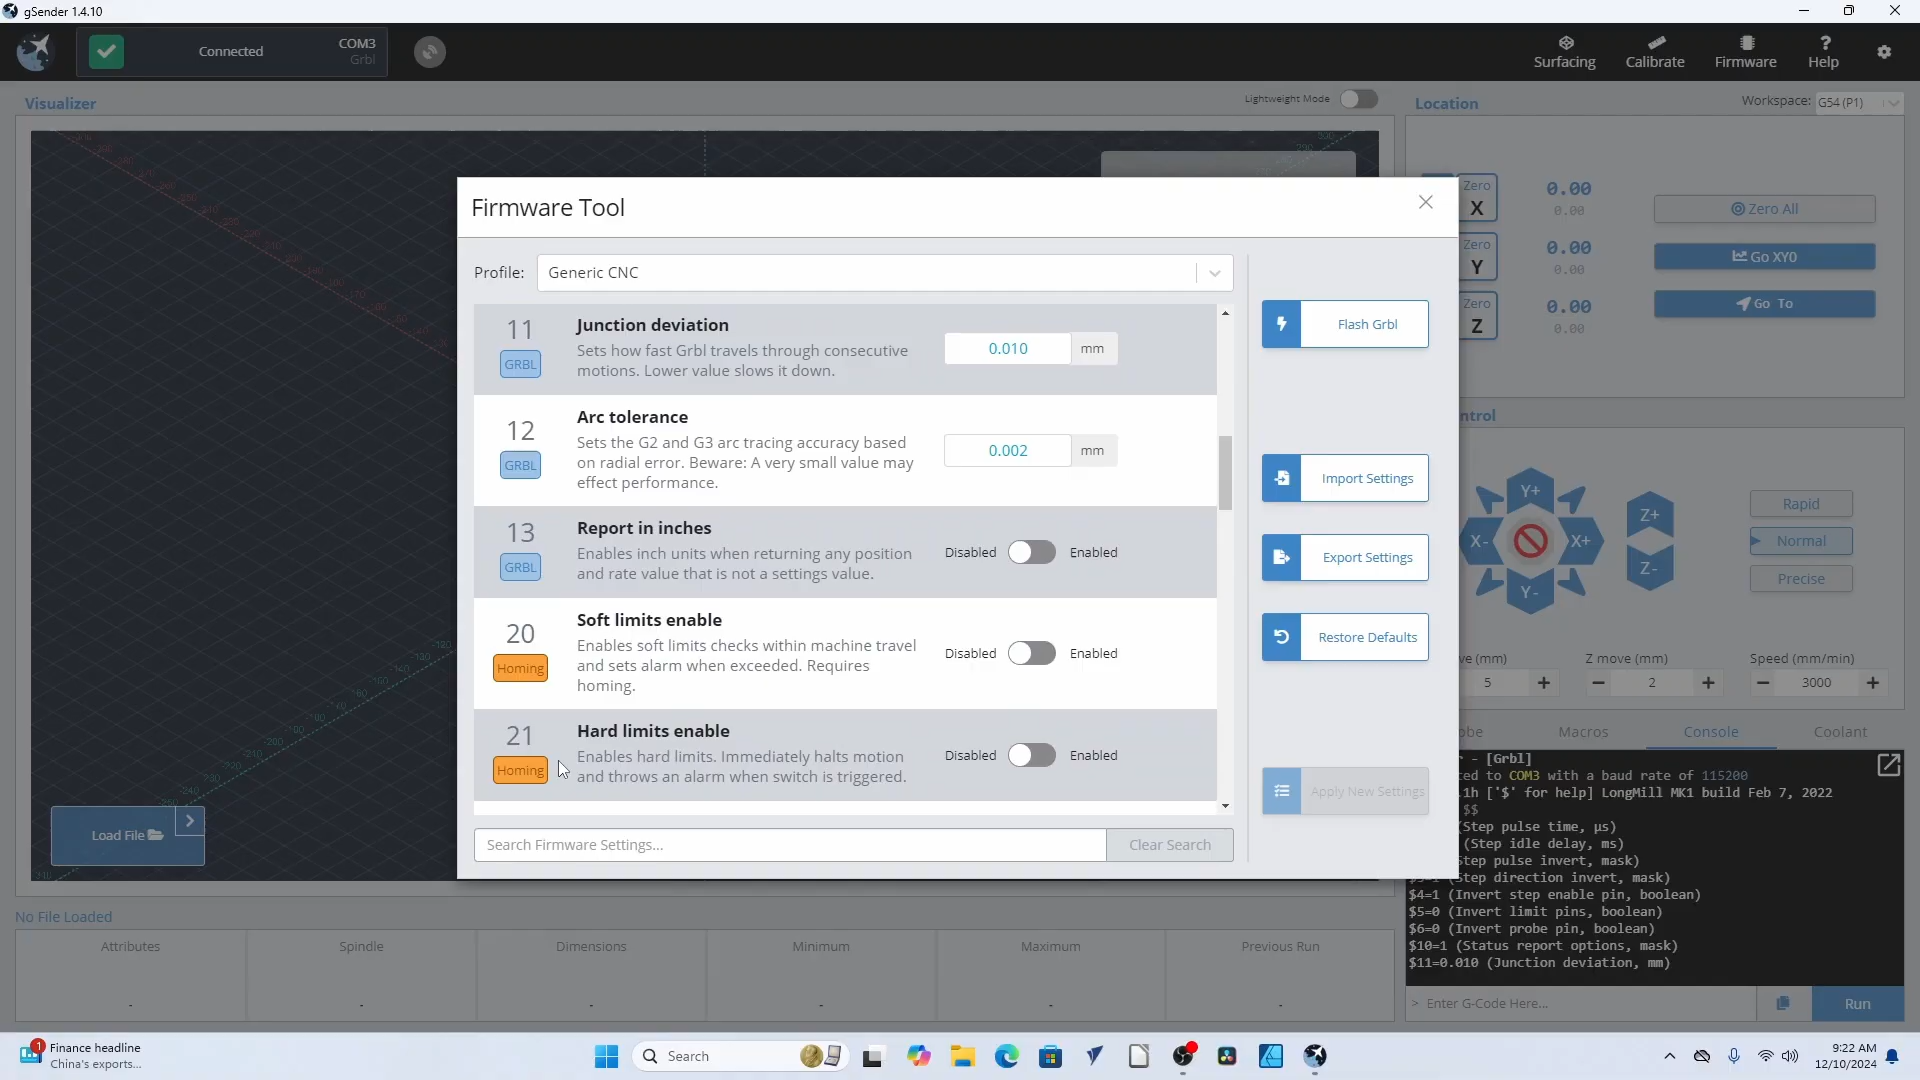 gSender 1.4.10
Connected
COM3
Grbl
Surfacing
Calibrate
Firmware
Help
Visualizer
Lightweight Mode
Location
Workspace:
G54 (P1)
Firmware Tool
Profile:
Generic CNC
11
GRBL
Junction deviation
Sets how fast Grbl travels through consecutive
motions. Lower value slows it down.
0.010
mm
12
GRBL
Arc tolerance
Sets the G2 and G3 arc tracing accuracy based
on radial error. Beware: A very small value may
effect performance.
0.002
mm
13
GRBL
Report in inches
Enables inch units when returning any position
and rate value that is not a settings value.
Disabled
Enabled
20
Homing
Soft limits enable
Enables soft limits checks within machine travel
and sets alarm when exceeded. Requires
homing.
Disabled
Enabled
21
Homing
Hard limits enable
Enables hard limits. Immediately halts motion
and throws an alarm when switch is triggered.
Disabled
Enabled
Search Firmware Settings...
Clear Search
Flash Grbl
Import Settings
Export Settings
Restore Defaults
Apply New Settings
Zero
X
0.00
0.00
Zero
Y
0.00
0.00
Zero
Z
0.00
0.00
Zero All
Go XY0
Go To
ntrol
Y+
X-
X+
Y-
Z+
Z-
Rapid
Normal
Precise
ve (mm)
5
Z move (mm)
2
Speed (mm/min)
3000
be
Macros
Console
Coolant
r - [Grbl]
ted to COM3 with a baud rate of 115200
.1h ['$' for help] LongMill MK1 build Feb 7, 2022
$$
(Step pulse time, µs)
(Step idle delay, ms)
Step pulse invert, mask)
Step direction invert, mask)
$4=1 (Invert step enable pin, boolean)
$5=0 (Invert limit pins, boolean)
$6=0 (Invert probe pin, boolean)
$10=1 (Status report options, mask)
$11=0.010 (Junction deviation, mm)
> Enter G-Code Here...
Run
Load File
No File Loaded
Attributes
Spindle
Dimensions
Minimum
Maximum
Previous Run
-
-
-
-
-
-
1
Finance headline
China's exports...
Search
9:22 AM
12/10/2024